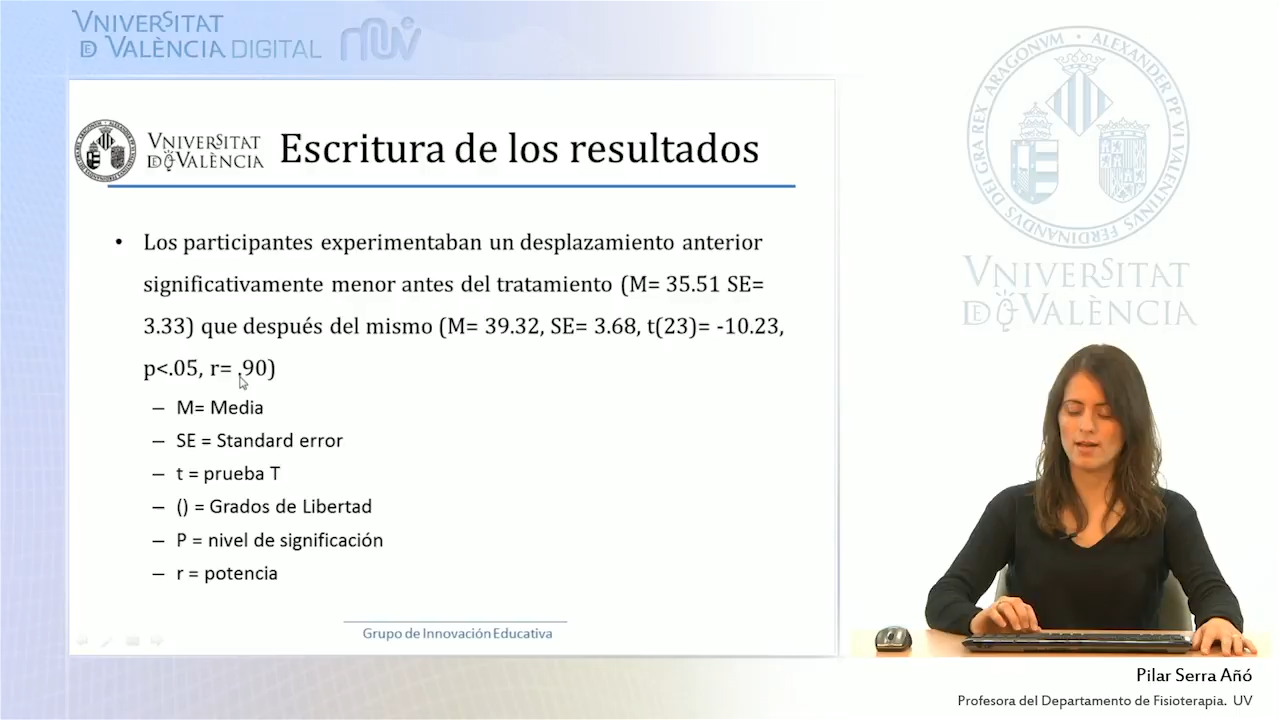 VNIVERSITAT
DE VALÈNCIA DIGITAL
VNIVERSITAT
DE VALÈNCIA
Escritura de los resultados
• Los participantes experimentaban un desplazamiento anterior
significativamente menor antes del tratamiento (M= 35.51 SE=
3.33) que después del mismo (M= 39.32, SE= 3.68, t(23)= -10.23,
p<.05, r= .90)
– M= Media
– SE = Standard error
– t = prueba T
– () = Grados de Libertad
– P = nivel de significación
– r = potencia
Grupo de Innovación Educativa
VNIVERSITAT
DE VALÈNCIA
Pilar Serra Añó
Profesora del Departamento de Fisioterapia. UV